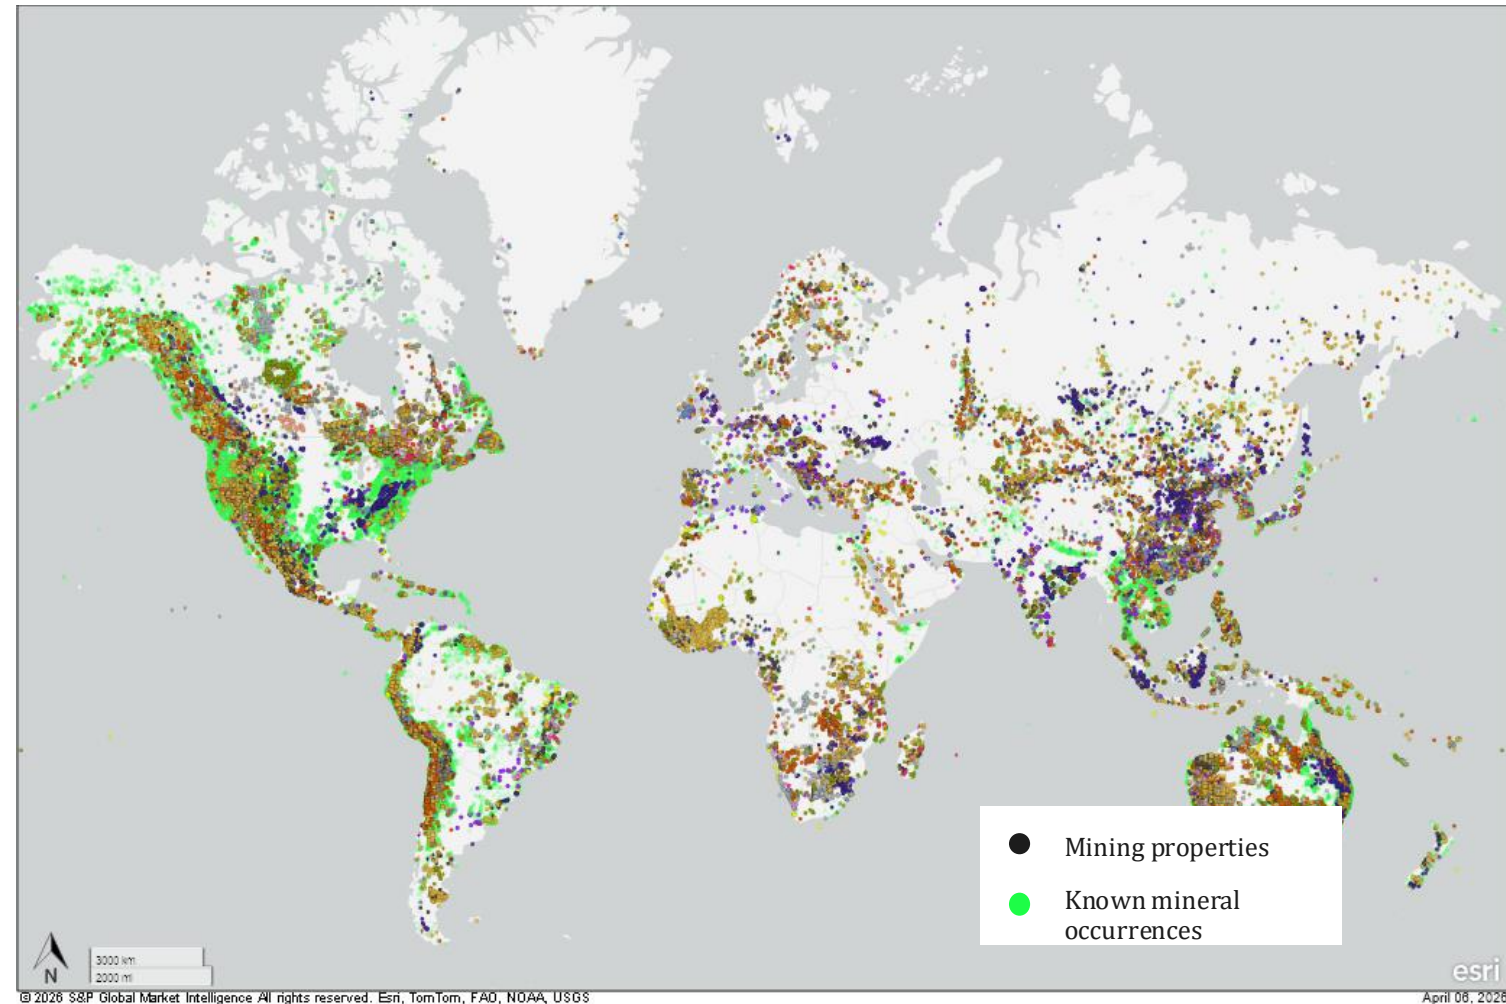 Mining properties
Known mineral
occurrences
N
3000 km
2000 mi
esri
© 2026 S&P Global Market Intelligence All rights reserved. Esri, TomTom, FAO, NOAA, USGS
April 08, 2026